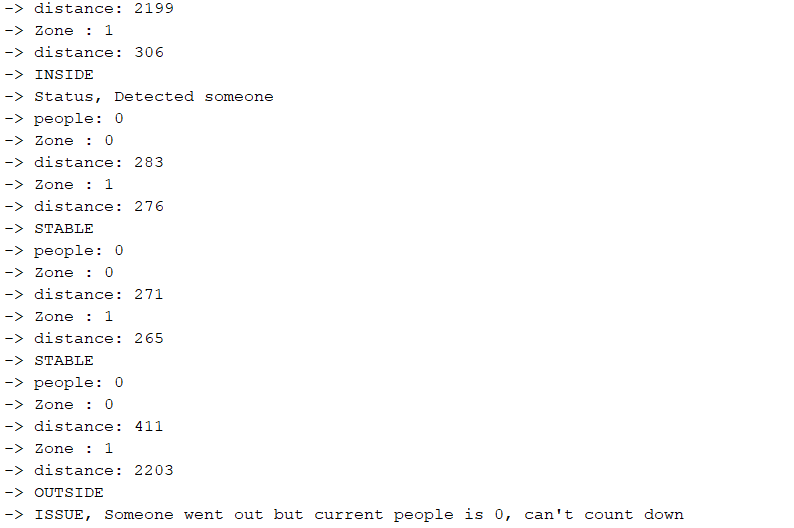 -> distance: 2199
-> Zone : 1
-> distance: 306
-> INSIDE
-> Status, Detected someone
-> people: 0
-> Zone : 0
-> distance: 283
-> Zone : 1
-> distance: 276
-> STABLE
-> people: 0
-> Zone : 0
-> distance: 271
-> Zone : 1
-> distance: 265
-> STABLE
-> people: 0
-> Zone : 0
-> distance: 411
-> Zone : 1
-> distance: 2203
-> OUTSIDE
-> ISSUE, Someone went out but current people is 0, can't count down